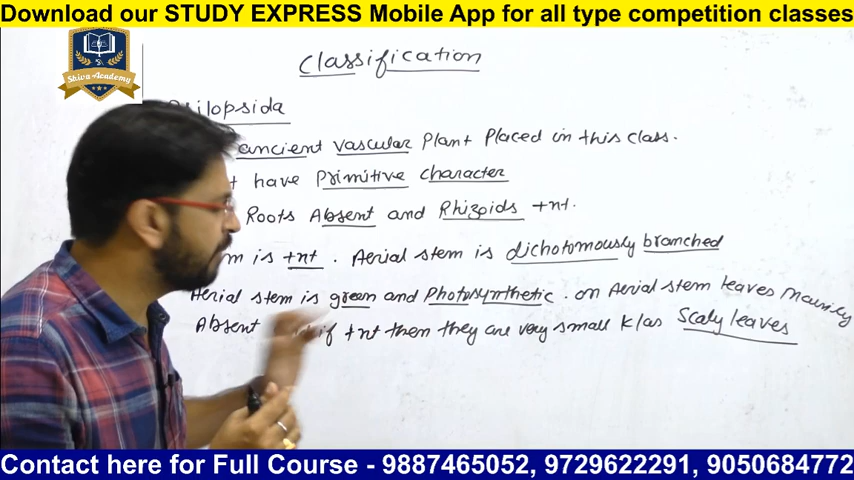 Download our STUDY EXPRESS Mobile App for all type competition classes
Shiva Academy
Classification
Psilopsida
ancient vascular Plant Placed in this class.
have Primitive character
Roots Absent and Rhizoids +nt.
m is +nt. Aerial stem is dichotomously branched
Aerial stem is green and Photosynthetic. on Aerial stem leaves mainly
Absent if +nt then they are very small K/as Scaly leaves
Contact here for Full Course - 9887465052, 9729622291, 9050684772